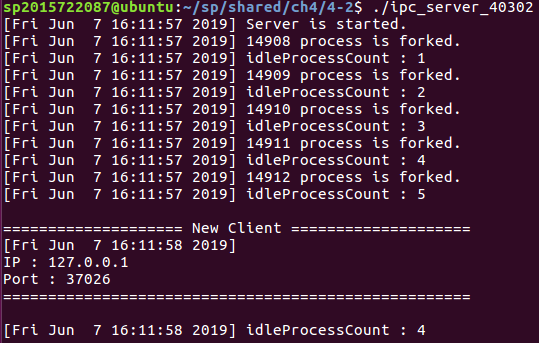 sp2015722087@ubuntu:~/sp/shared/ch4/4-2$ ./ipc_server_40302
[Fri Jun  7 16:11:57 2019] Server is started.
[Fri Jun  7 16:11:57 2019] 14908 process is forked.
[Fri Jun  7 16:11:57 2019] idleProcessCount : 1
[Fri Jun  7 16:11:57 2019] 14909 process is forked.
[Fri Jun  7 16:11:57 2019] idleProcessCount : 2
[Fri Jun  7 16:11:57 2019] 14910 process is forked.
[Fri Jun  7 16:11:57 2019] idleProcessCount : 3
[Fri Jun  7 16:11:57 2019] 14911 process is forked.
[Fri Jun  7 16:11:57 2019] idleProcessCount : 4
[Fri Jun  7 16:11:57 2019] 14912 process is forked.
[Fri Jun  7 16:11:57 2019] idleProcessCount : 5
==================== New Client ====================
[Fri Jun  7 16:11:58 2019]
IP : 127.0.0.1
Port : 37026
====================================================
[Fri Jun  7 16:11:58 2019] idleProcessCount : 4